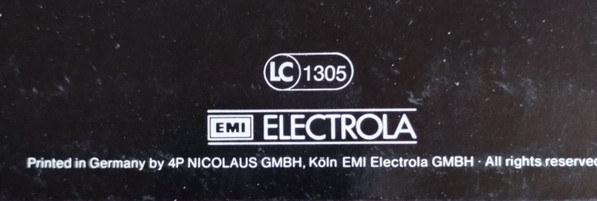 LC 1305
EMI ELECTROLA
Printed in Germany by 4P NICOLAUS GMBH, Köln EMI Electrola GMBH · All rights reserved